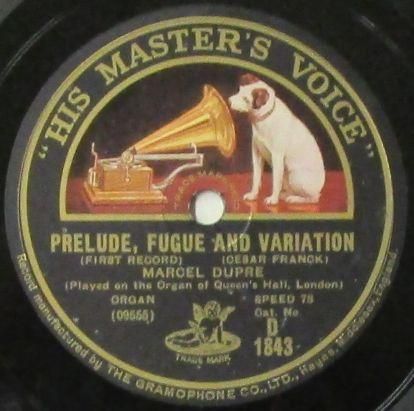 "HIS MASTER'S VOICE"
TRADE MARK
PRELUDE, FUGUE AND VARIATION
(FIRST RECORD) (CESAR FRANCK)
MARCEL DUPRE
(Played on the Organ of Queen's Hall, London)
ORGAN SPEED 78
(09555) Cat. No
D
1843
TRADE MARK
Record manufactured by THE GRAMOPHONE CO., LTD., Hayes, Middlesex, England.